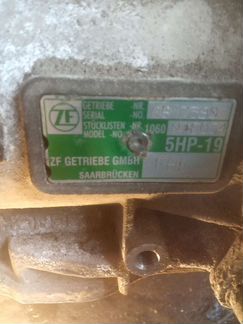 ZF
GETRIEBE -NR.
SERIAL -NO.
STÜCKLISTEN -NR. 1060
MODEL -NO.
5HP-19
ZF GETRIEBE GMBH
SAARBRÜCKEN